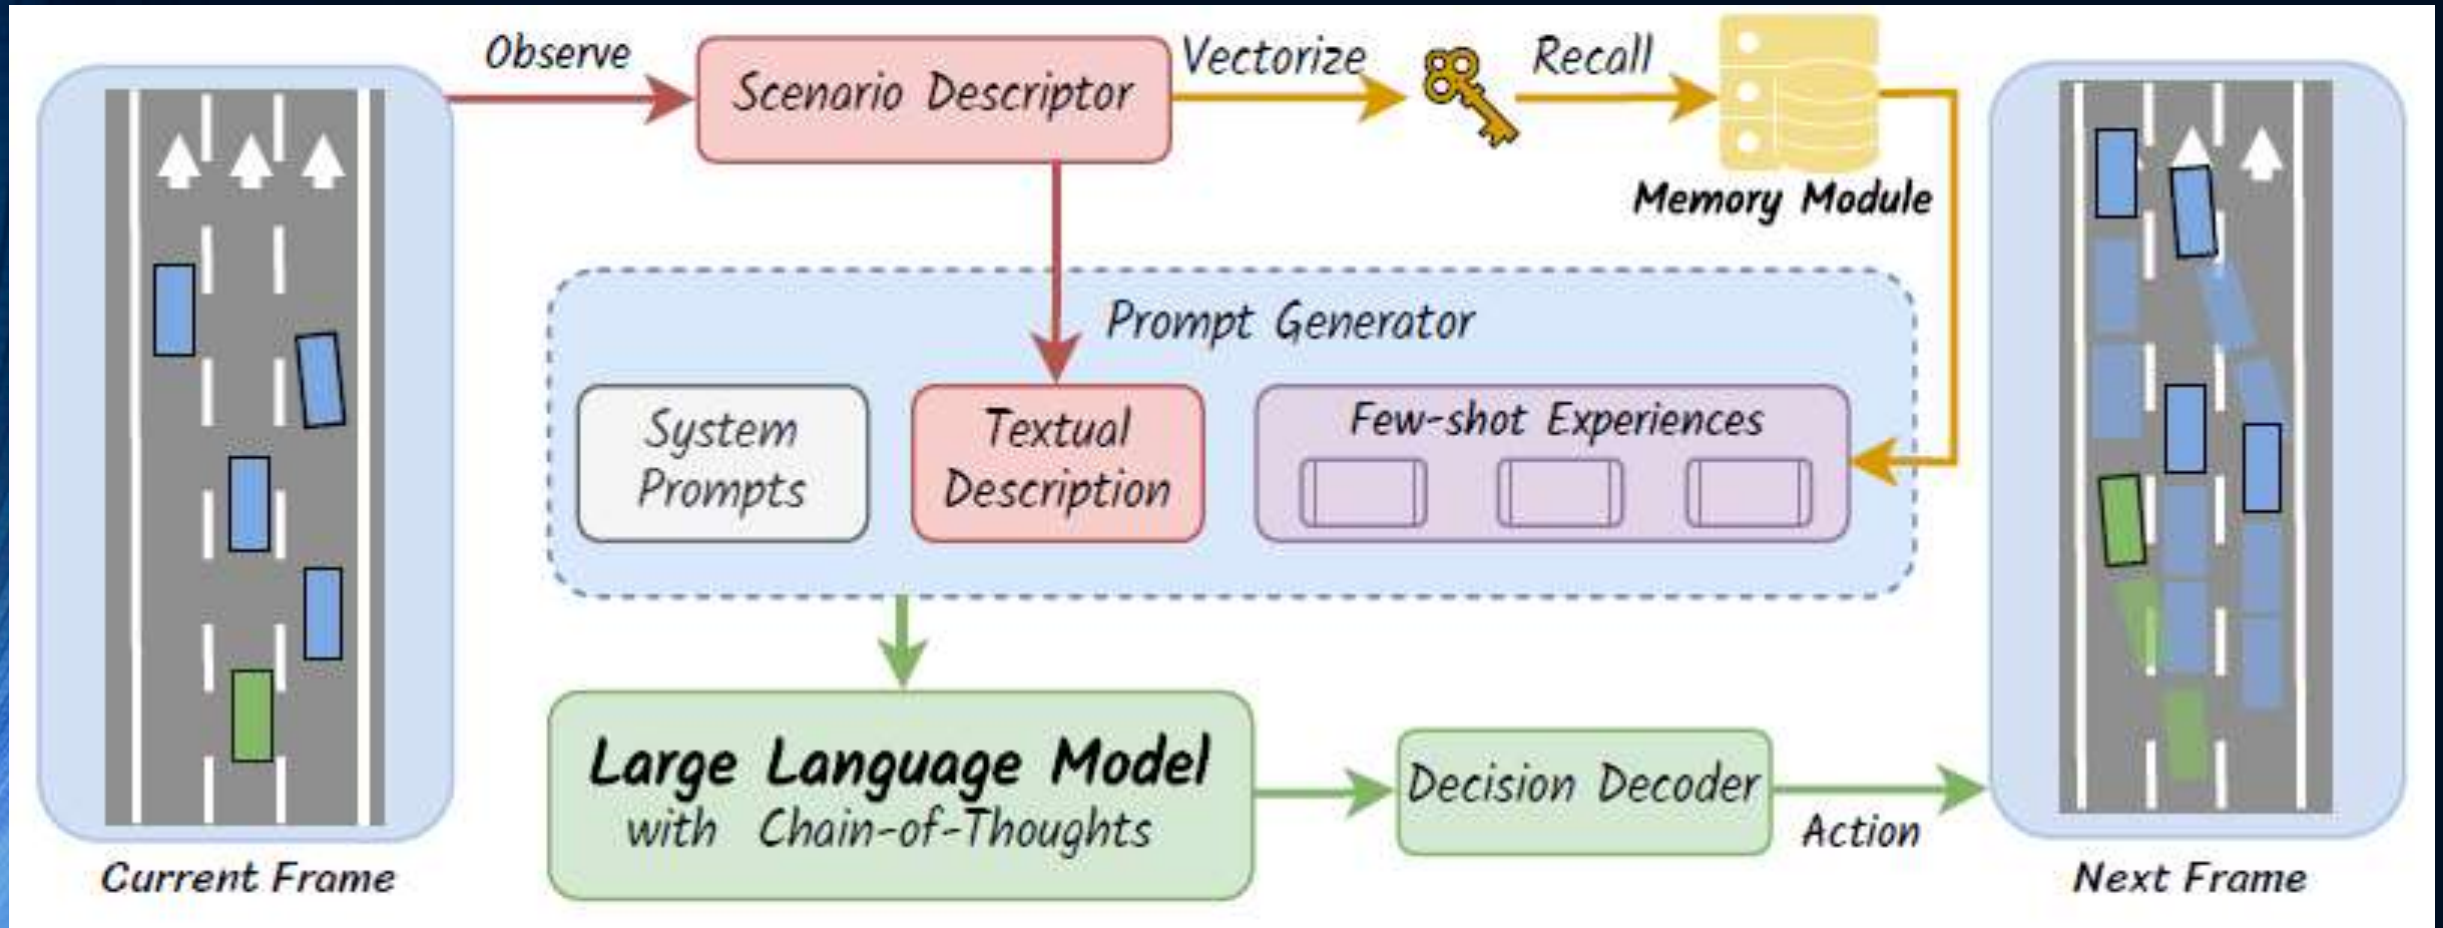 Observe
Scenario Descriptor
Vectorize
Recall
Memory Module
Prompt Generator
System
Prompts
Textual
Description
Few-shot Experiences
Large Language Model
with Chain-of-Thoughts
Decision Decoder
Action
Current Frame
Next Frame